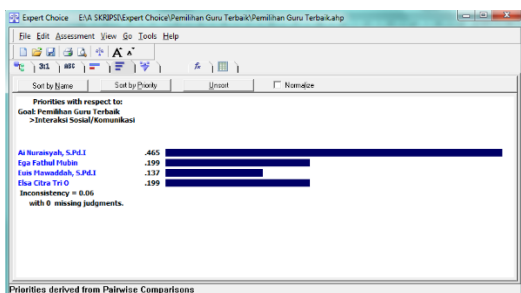 Expert Choice E:\A SKRIPSI\Expert Choice\Pemilihan Guru Terbaik\Pemilihan Guru Terbaik.ahp
File Edit Assessment View Go Tools Help
3:1 ABC
Sort by Name Sort by Priority Unsort Normalize
Priorities with respect to:
Goal: Pemilihan Guru Terbaik
>Interaksi Sosial/Komunikasi
Ai Nuraisyah, S.Pd.I .465
Ega Fathul Mubin .199
Euis Mawaddah, S.Pd.I .137
Elsa Citra Tri O .199
Inconsistency = 0.06
with 0 missing judgments.
Priorities derived from Pairwise Comparisons